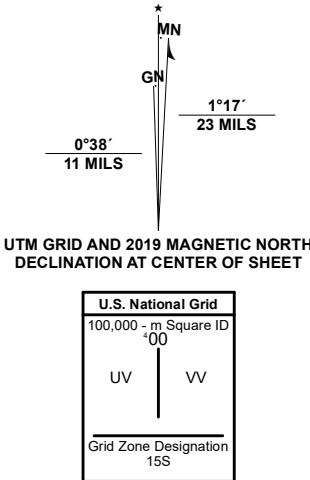 ★
MN
GN
1°17´
23 MILS
0°38´
11 MILS
UTM GRID AND 2019 MAGNETIC NORTH
DECLINATION AT CENTER OF SHEET
U.S. National Grid
100,000 - m Square ID
⁴00
UV VV
Grid Zone Designation
15S